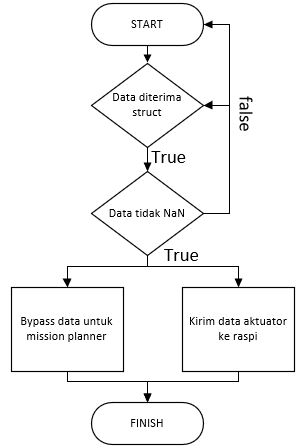 START
Data diterima
struct
false
True
Data tidak NaN
True
Bypass data untuk
mission planner
Kirim data aktuator
ke raspi
FINISH